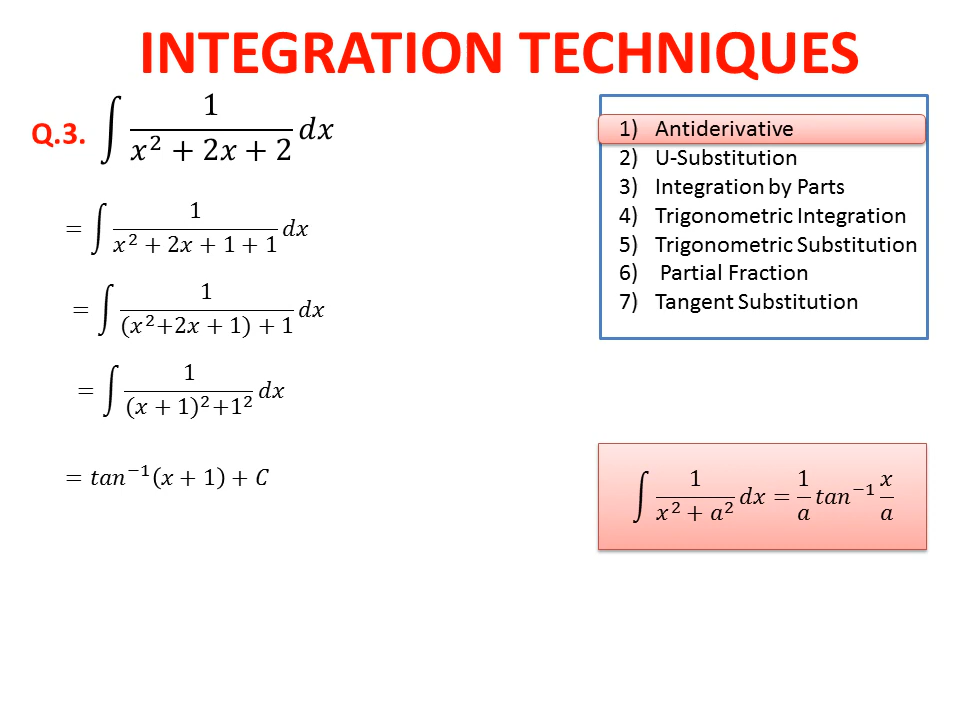 INTEGRATION TECHNIQUES
Q.3. ∫ 1/(x² + 2x + 2) dx
= ∫ 1/(x² + 2x + 1 + 1) dx
= ∫ 1/((x²+2x + 1) + 1) dx
= ∫ 1/((x + 1)²+1²) dx
= tan⁻¹(x + 1) + C
1) Antiderivative
2) U-Substitution
3) Integration by Parts
4) Trigonometric Integration
5) Trigonometric Substitution
6) Partial Fraction
7) Tangent Substitution
∫ 1/(x² + a²) dx = 1/a tan⁻¹ x/a